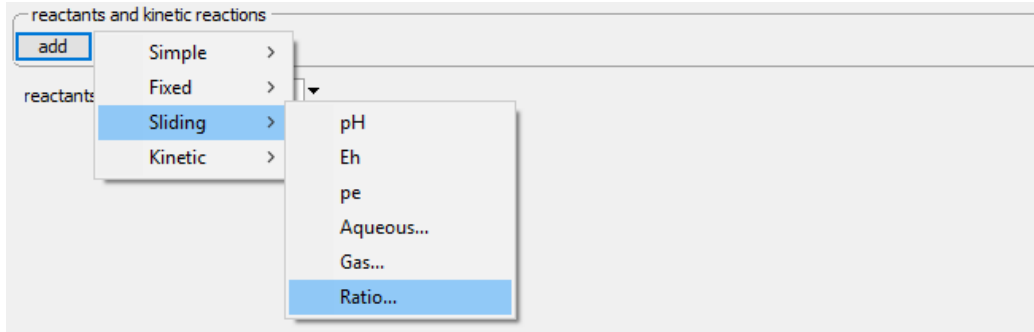 reactants and kinetic reactions
add
Simple
Fixed
reactants
Sliding
Kinetic
pH
Eh
pe
Aqueous...
Gas...
Ratio...